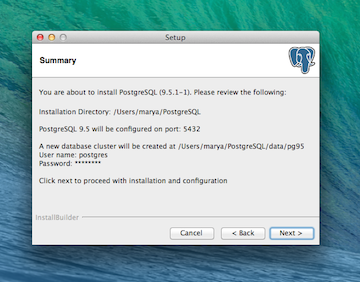 Setup
Summary
You are about to install PostgreSQL (9.5.1-1). Please review the following:
Installation Directory: /Users/marya/PostgreSQL
PostgreSQL 9.5 will be configured on port: 5432
A new database cluster will be created at /Users/marya/PostgreSQL/data/pg95
User name: postgres
Password: ********
Click next to proceed with installation and configuration
InstallBuilder
Cancel < Back Next >